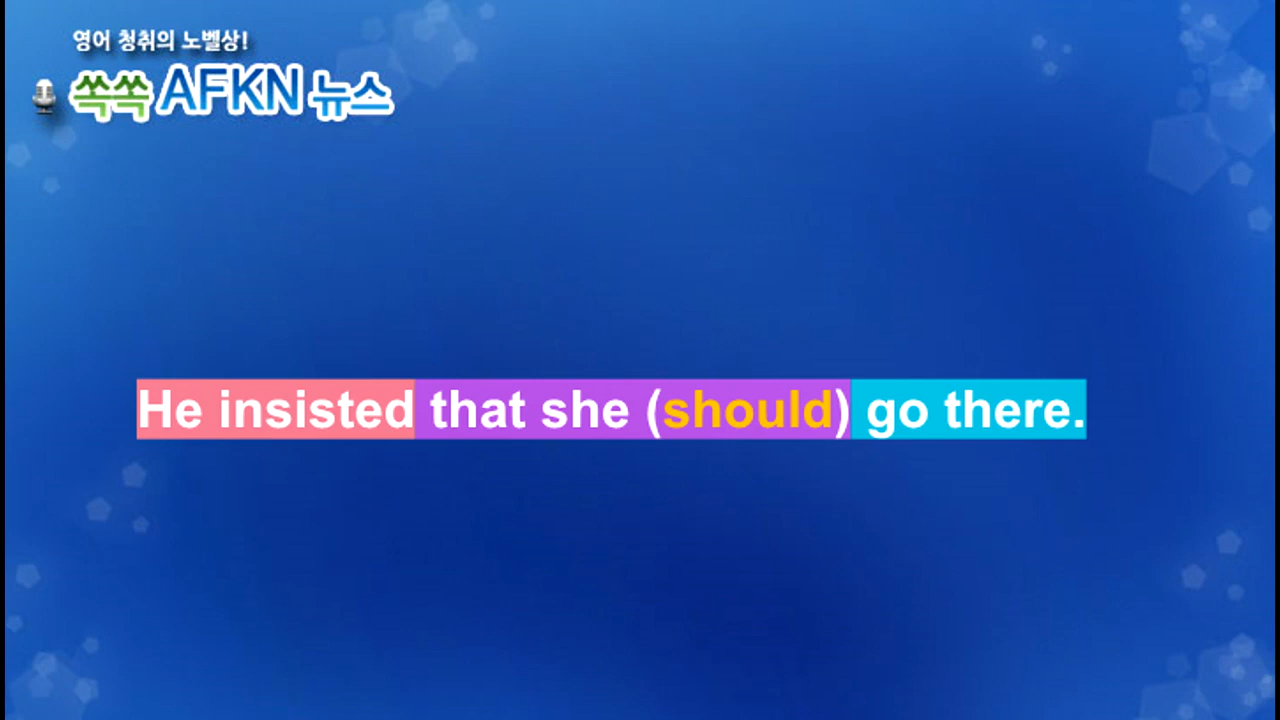 영어 청취의 노벨상!
쏙쏙 AFKN 뉴스
He insisted that she (should) go there.